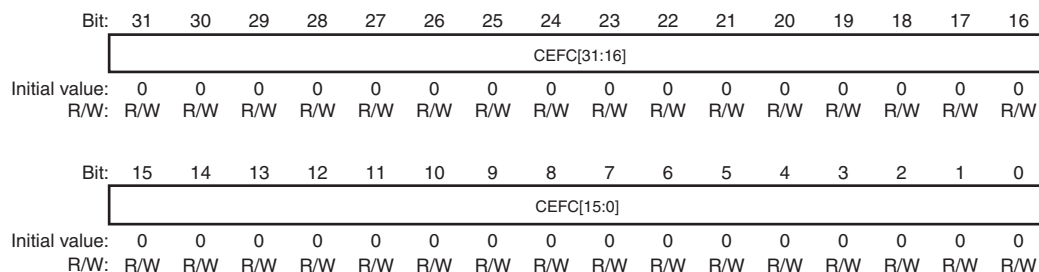 Bit: 31 30 29 28 27 26 25 24 23 22 21 20 19 18 17 16
CEFC[31:16]
Initial value: 0 0 0 0 0 0 0 0 0 0 0 0 0 0 0 0
R/W: R/W R/W R/W R/W R/W R/W R/W R/W R/W R/W R/W R/W R/W R/W R/W R/W
Bit: 15 14 13 12 11 10 9 8 7 6 5 4 3 2 1 0
CEFC[15:0]
Initial value: 0 0 0 0 0 0 0 0 0 0 0 0 0 0 0 0
R/W: R/W R/W R/W R/W R/W R/W R/W R/W R/W R/W R/W R/W R/W R/W R/W R/W